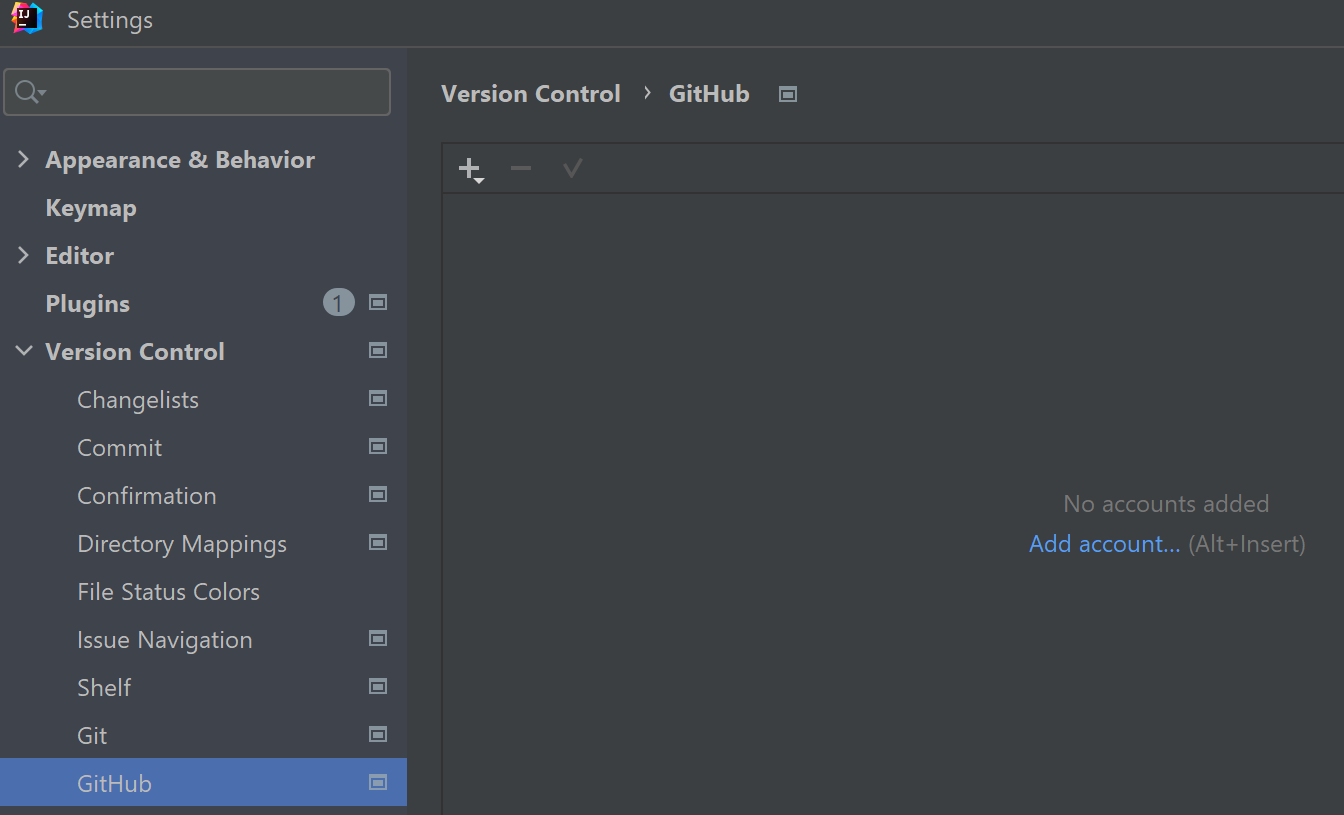 IJ
Settings
Appearance & Behavior
Keymap
Editor
Plugins 1
Version Control
Changelists
Commit
Confirmation
Directory Mappings
File Status Colors
Issue Navigation
Shelf
Git
GitHub
Version Control › GitHub
No accounts added
Add account... (Alt+Insert)